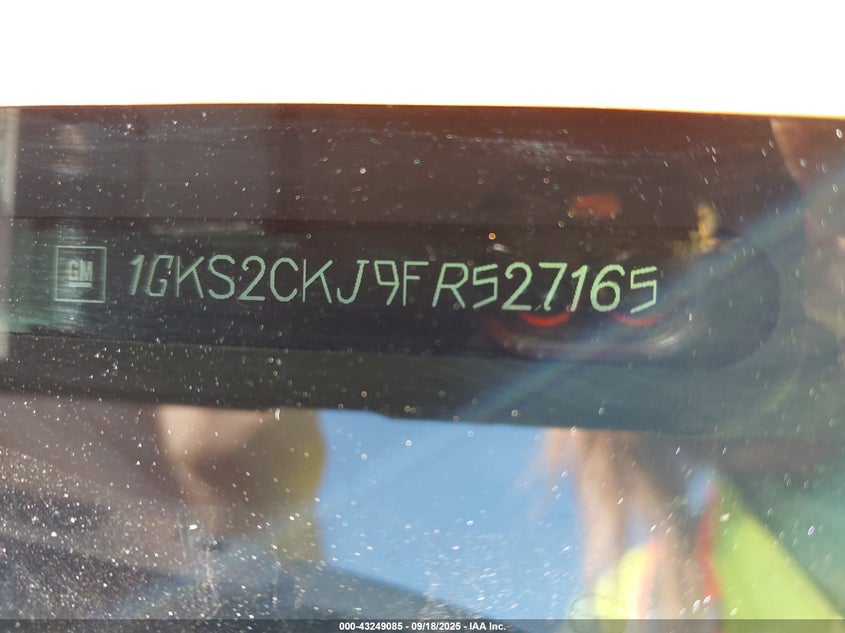 GM 1GKS2CKJ9FR527165
000-43249085 - 09/18/2025 - IAA Inc.